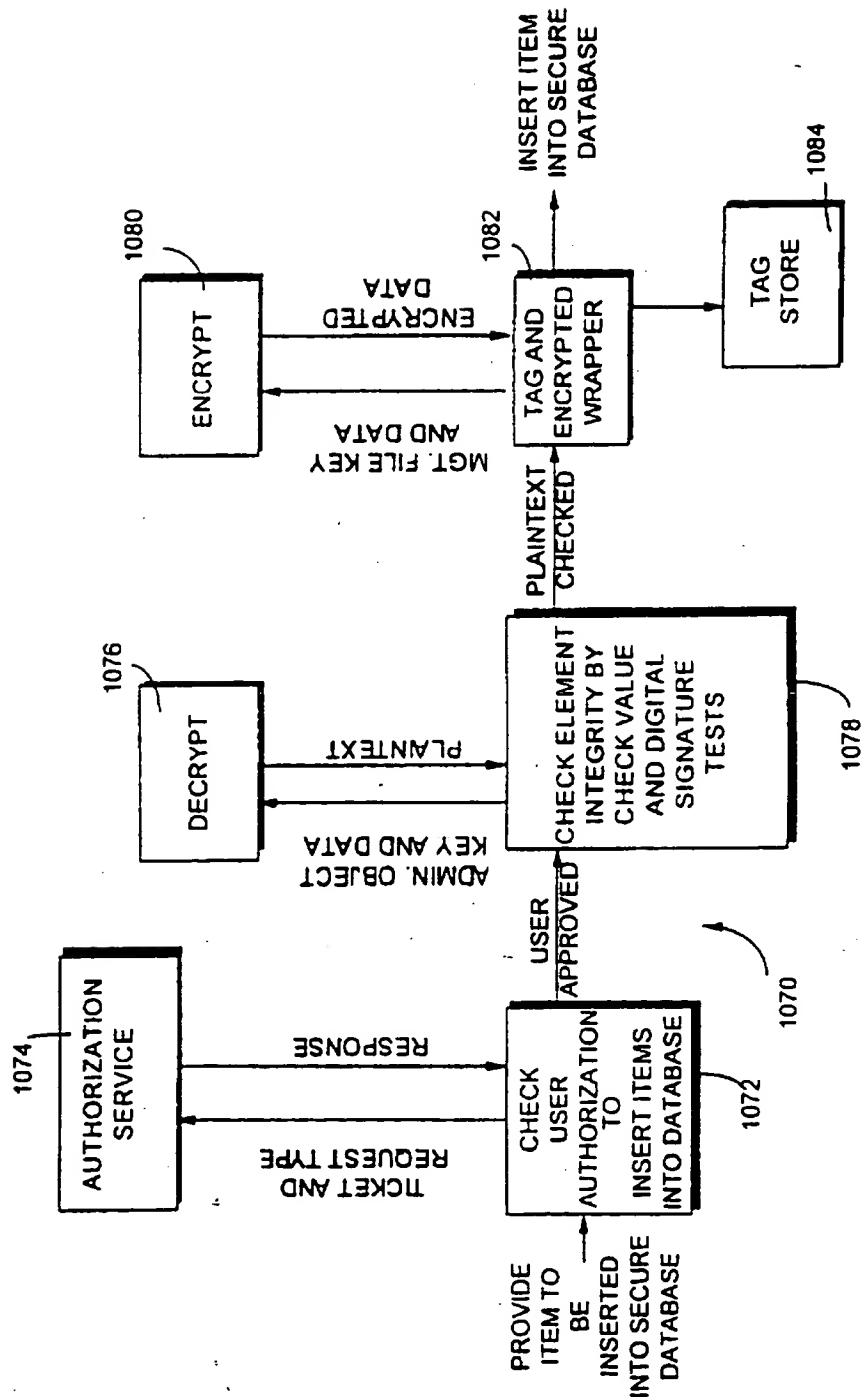 PROVIDE
ITEM TO
BE
INSERTED
INTO SECURE
DATABASE
1074
AUTHORIZATION
SERVICE
TICKET AND
REQUEST TYPE
RESPONSE
CHECK
USER
AUTHORIZATION
TO
INSERT ITEMS
INTO DATABASE
1072
USER
APPROVED
1070
1076
DECRYPT
ADMIN. OBJECT
KEY AND DATA
PLAINTEXT
CHECK ELEMENT
INTEGRITY BY
CHECK VALUE
AND DIGITAL
SIGNATURE
TESTS
1078
PLAINTEXT
CHECKED
1080
ENCRYPT
MGT. FILE KEY
AND DATA
ENCRYPTED
DATA
1082
TAG AND
ENCRYPTED
WRAPPER
INSERT ITEM
INTO SECURE
DATABASE
TAG
STORE
1084